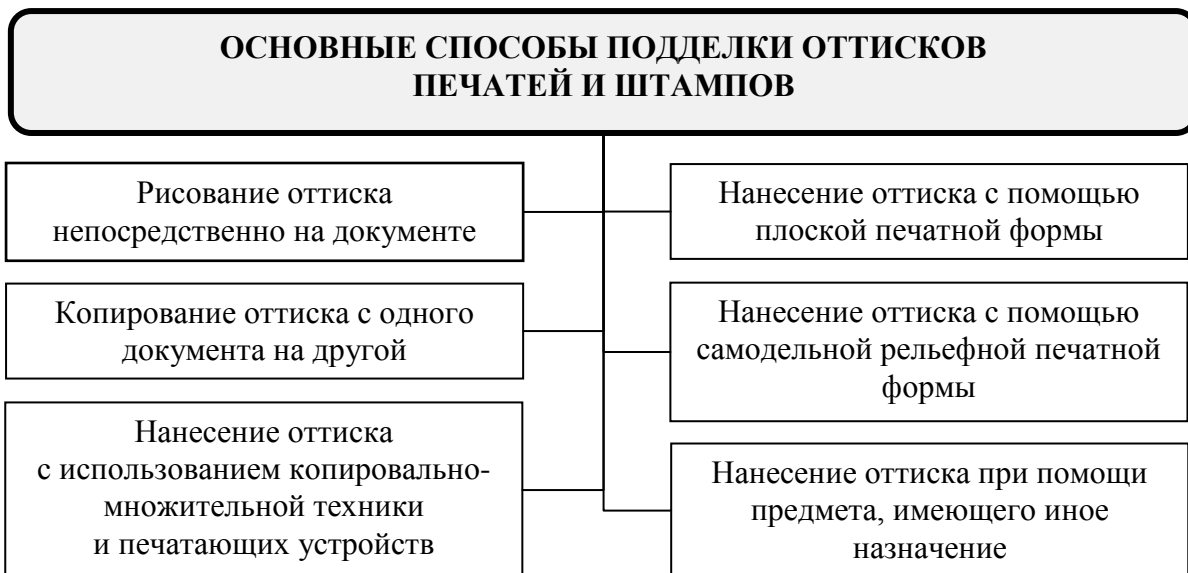 ОСНОВНЫЕ СПОСОБЫ ПОДДЕЛКИ ОТТИСКОВ
ПЕЧАТЕЙ И ШТАМПОВ
Рисование оттиска
непосредственно на документе
Копирование оттиска с одного
документа на другой
Нанесение оттиска
с использованием копировально-
множительной техники
и печатающих устройств
Нанесение оттиска с помощью
плоской печатной формы
Нанесение оттиска с помощью
самодельной рельефной печатной
формы
Нанесение оттиска при помощи
предмета, имеющего иное
назначение